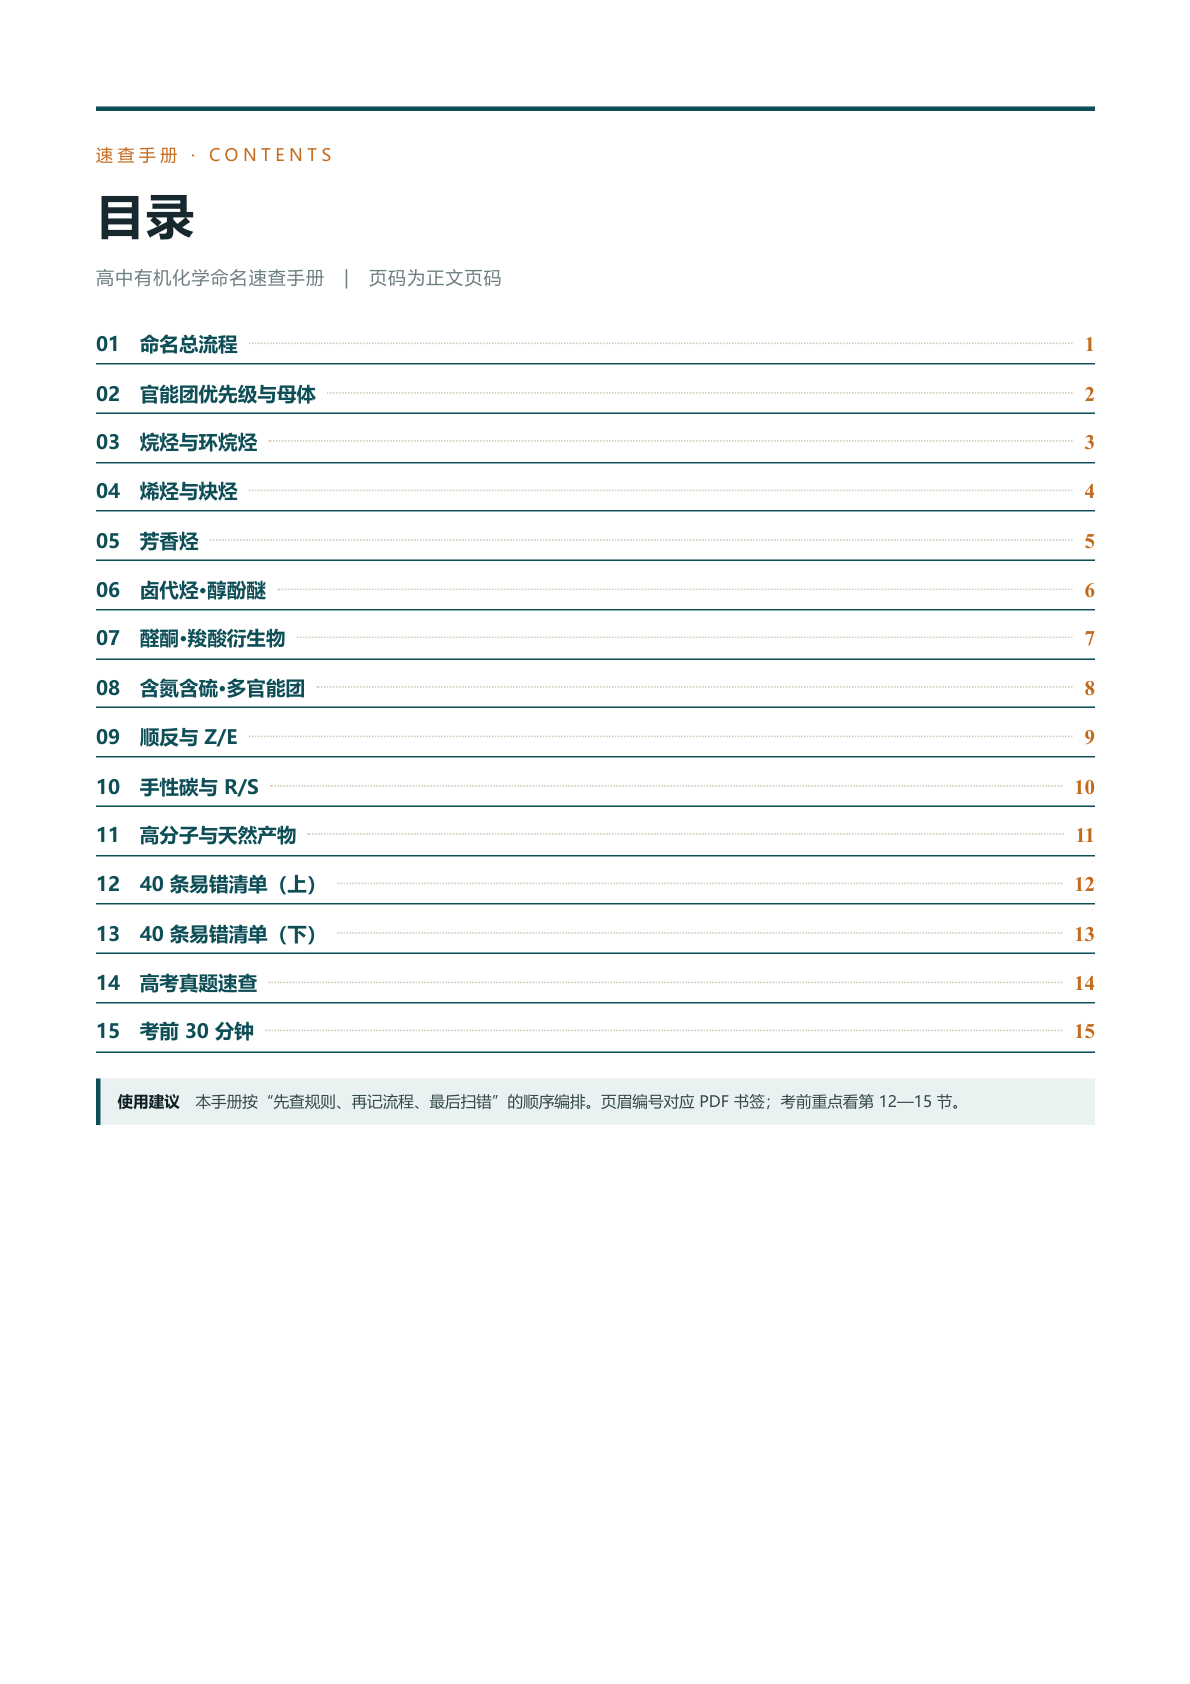 速查手册 · CONTENTS
目录
高中有机化学命名速查手册 | 页码为正文页码
01 命名总流程 1
02 官能团优先级与母体 2
03 烷烃与环烷烃 3
04 烯烃与炔烃 4
05 芳香烃 5
06 卤代烃•醇酚醚 6
07 醛酮•羧酸衍生物 7
08 含氮含硫•多官能团 8
09 顺反与 Z/E 9
10 手性碳与 R/S 10
11 高分子与天然产物 11
12 40 条易错清单（上） 12
13 40 条易错清单（下） 13
14 高考真题速查 14
15 考前 30 分钟 15
使用建议 本手册按“先查规则、再记流程、最后扫错”的顺序编排。页眉编号对应 PDF 书签；考前重点看第 12—15 节。